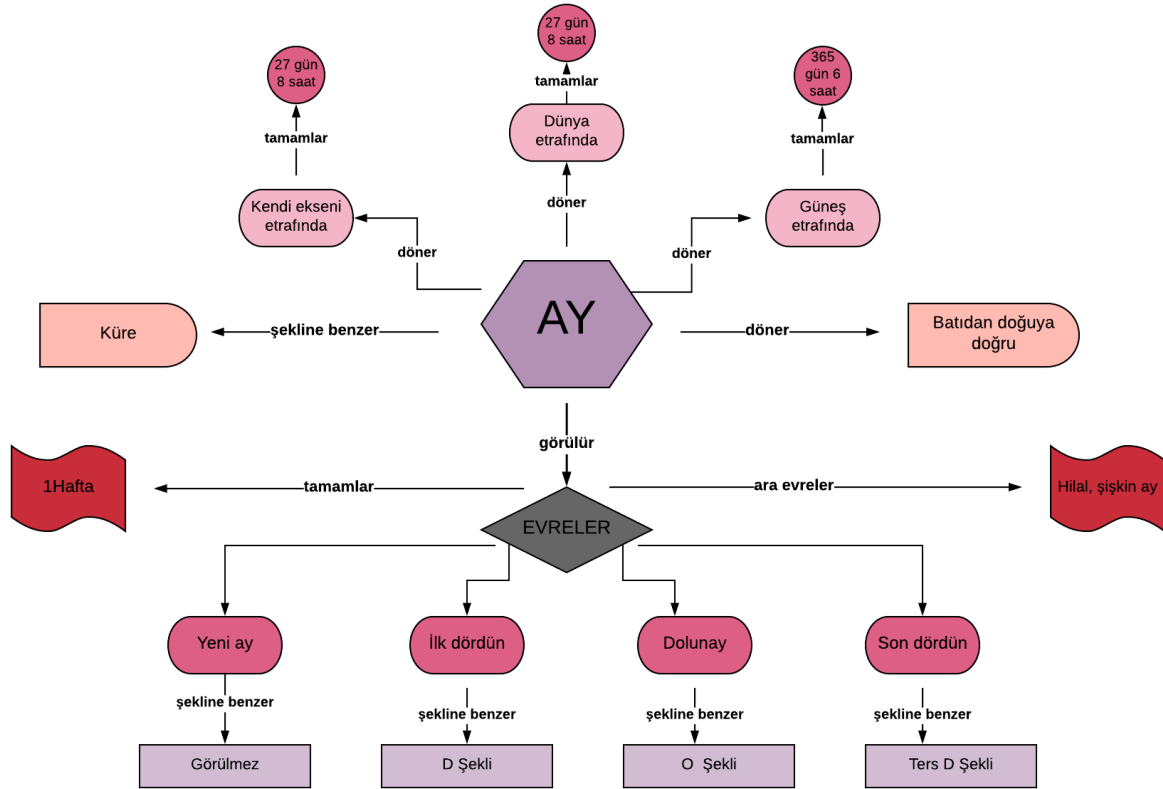 27 gün
8 saat
27 gün
8 saat
365
gün 6
saat
tamamlar
tamamlar
tamamlar
Dünya
etrafında
Kendi ekseni
etrafında
Güneş
etrafında
döner
döner
döner
AY
Küre
şekline benzer
döner
Batıdan doğuya
doğru
görülür
1Hafta
tamamlar
ara evreler
Hilal, şişkin ay
EVRELER
Yeni ay
İlk dördün
Dolunay
Son dördün
şekline benzer
şekline benzer
şekline benzer
şekline benzer
Görülmez
D Şekli
O Şekli
Ters D Şekli